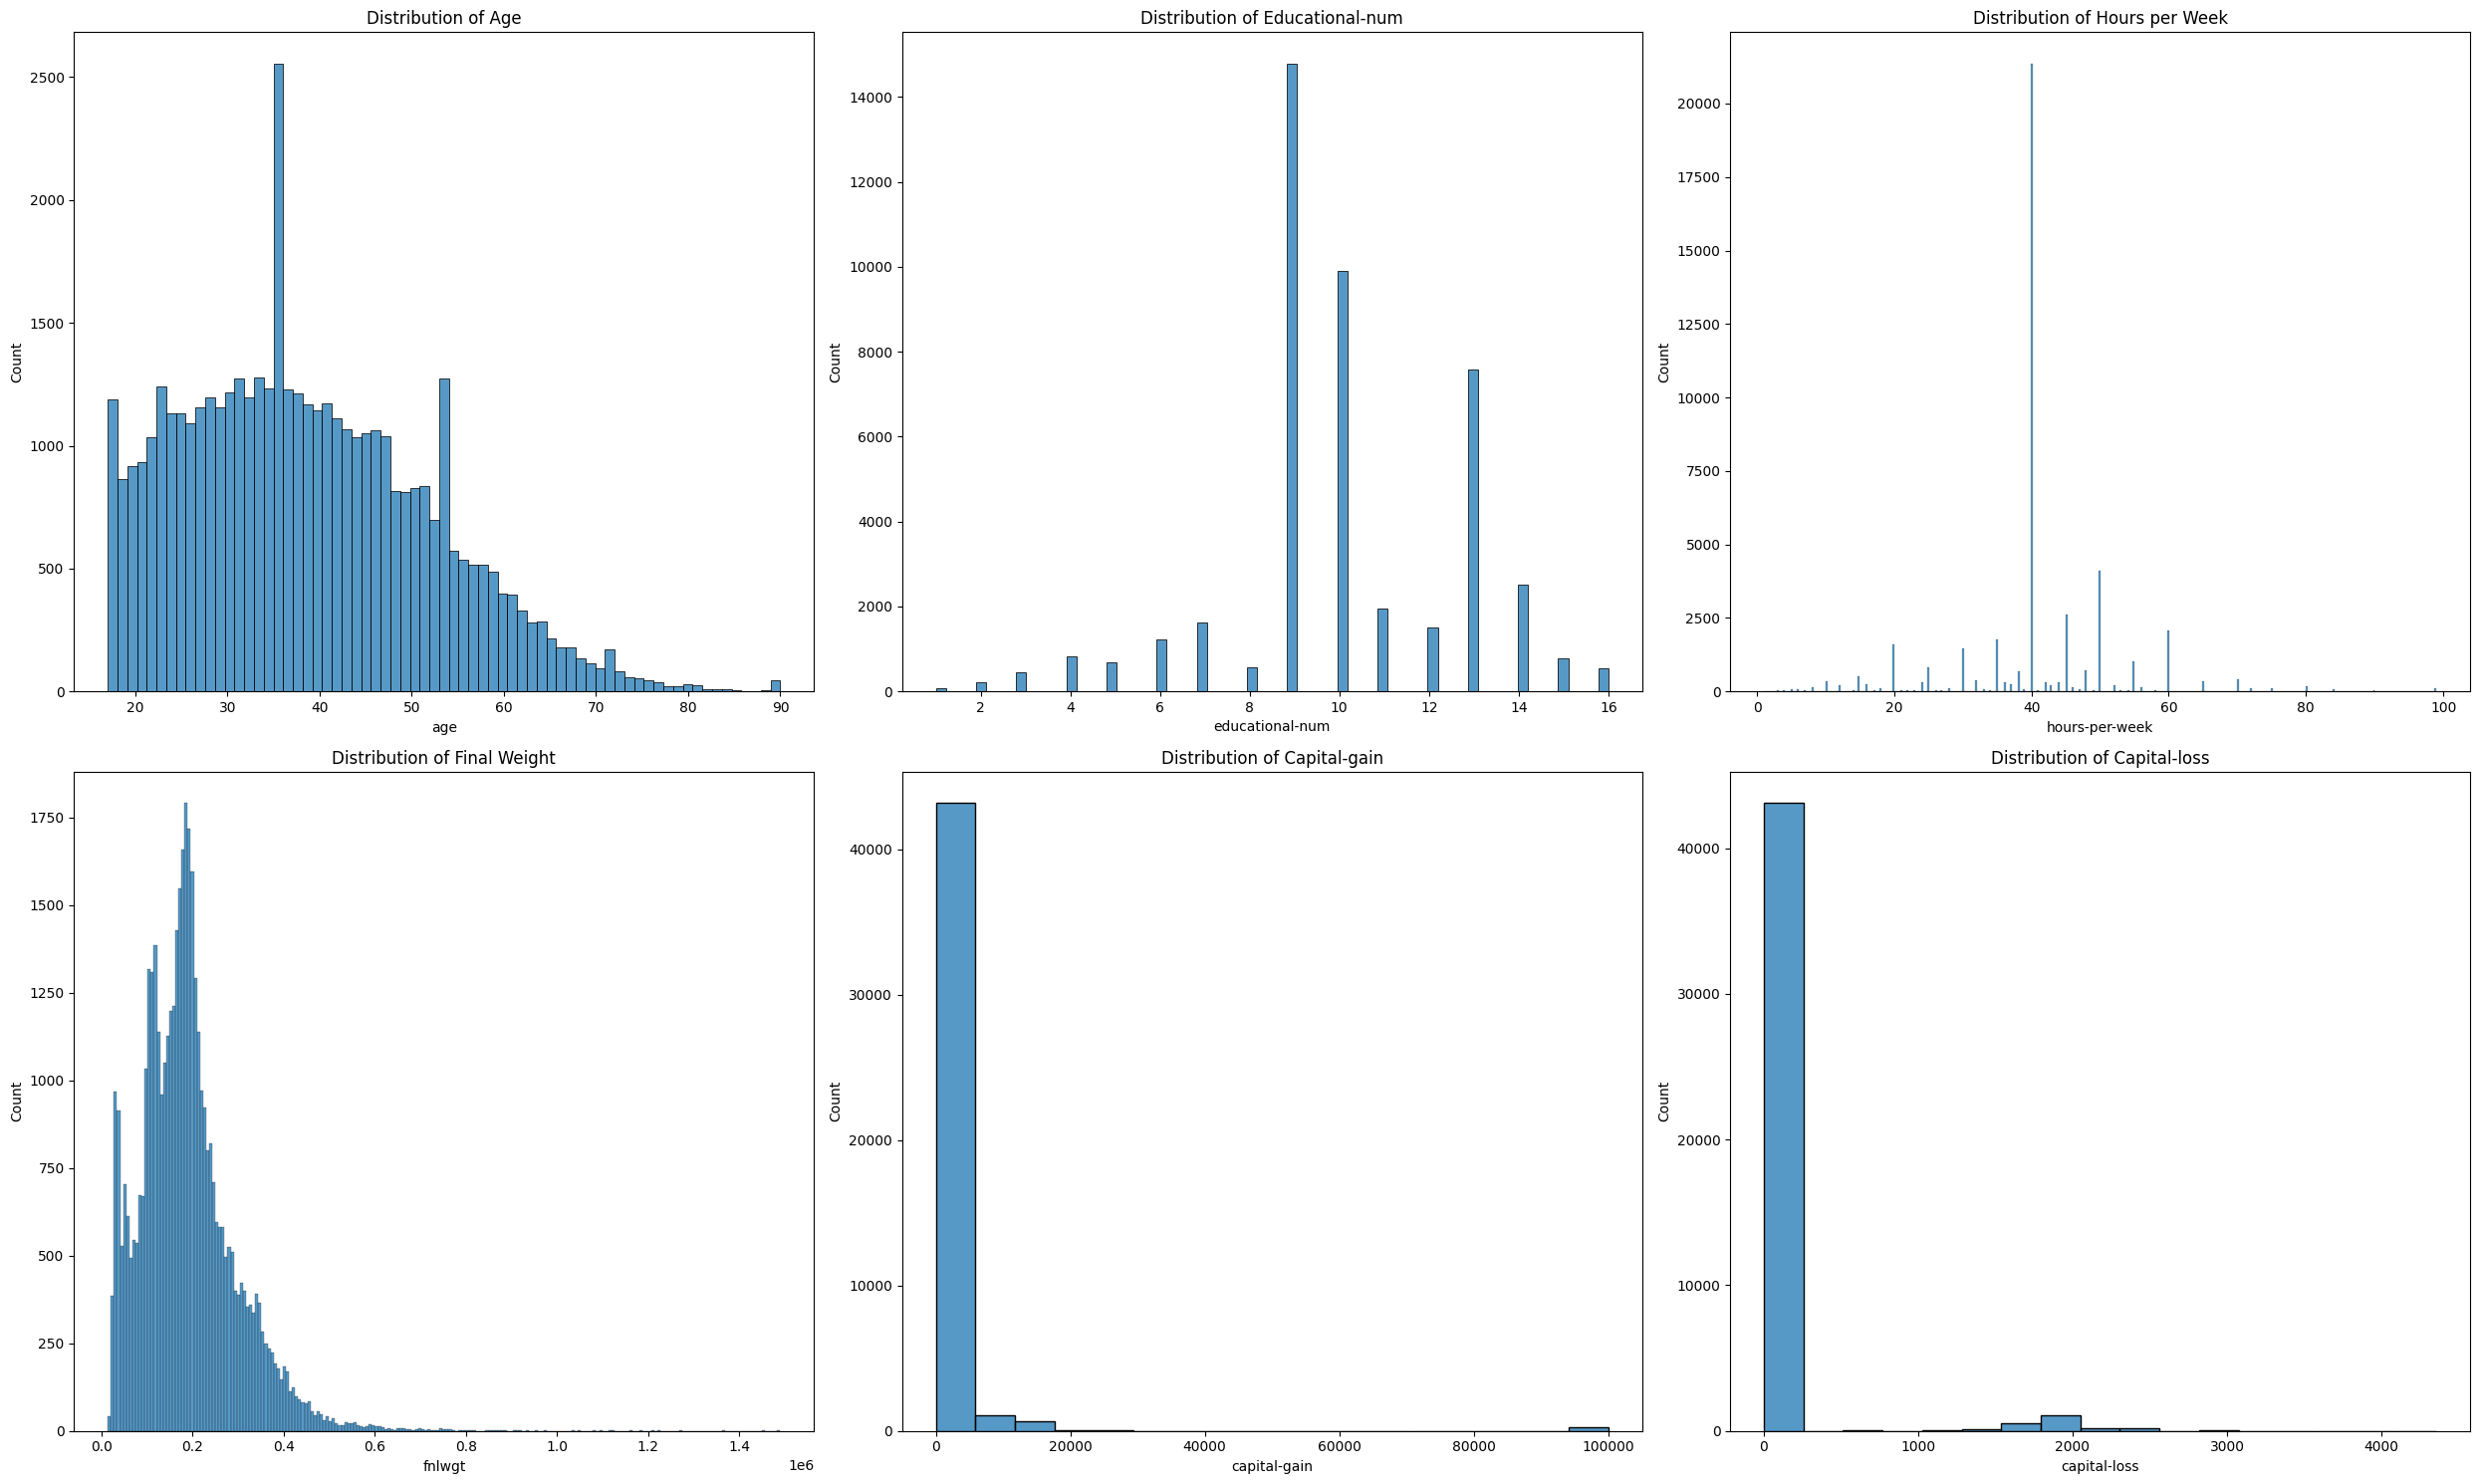 Distribution of Age
Count
2500
2000
1500
1000
500
0
20 30 40 50 60 70 80 90
age
Distribution of Educational-num
Count
14000
12000
10000
8000
6000
4000
2000
0
2 4 6 8 10 12 14 16
educational-num
Distribution of Hours per Week
Count
20000
17500
15000
12500
10000
7500
5000
2500
0
0 20 40 60 80 100
hours-per-week
Distribution of Final Weight
Count
1750
1500
1250
1000
750
500
250
0
0.0 0.2 0.4 0.6 0.8 1.0 1.2 1.4
1e6
fnlwgt
Distribution of Capital-gain
Count
40000
30000
20000
10000
0
0 20000 40000 60000 80000 100000
capital-gain
Distribution of Capital-loss
Count
40000
30000
20000
10000
0
0 1000 2000 3000 4000
capital-loss